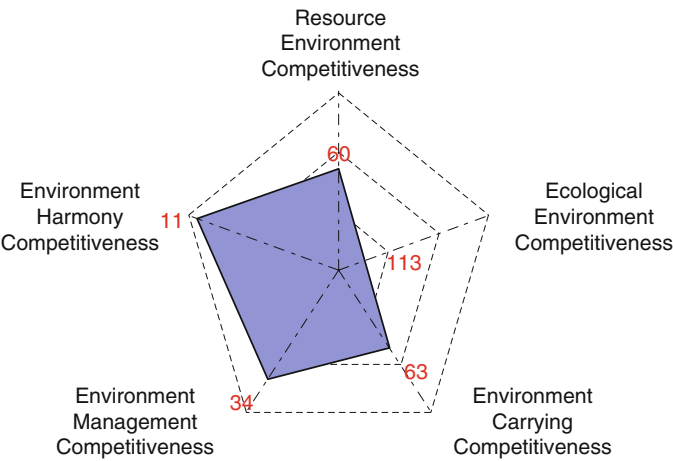 Resource
Environment
Competitiveness
60
Environment
Harmony
Competitiveness
11
Ecological
Environment
Competitiveness
113
63
34
Environment
Management
Competitiveness
Environment
Carrying
Competitiveness